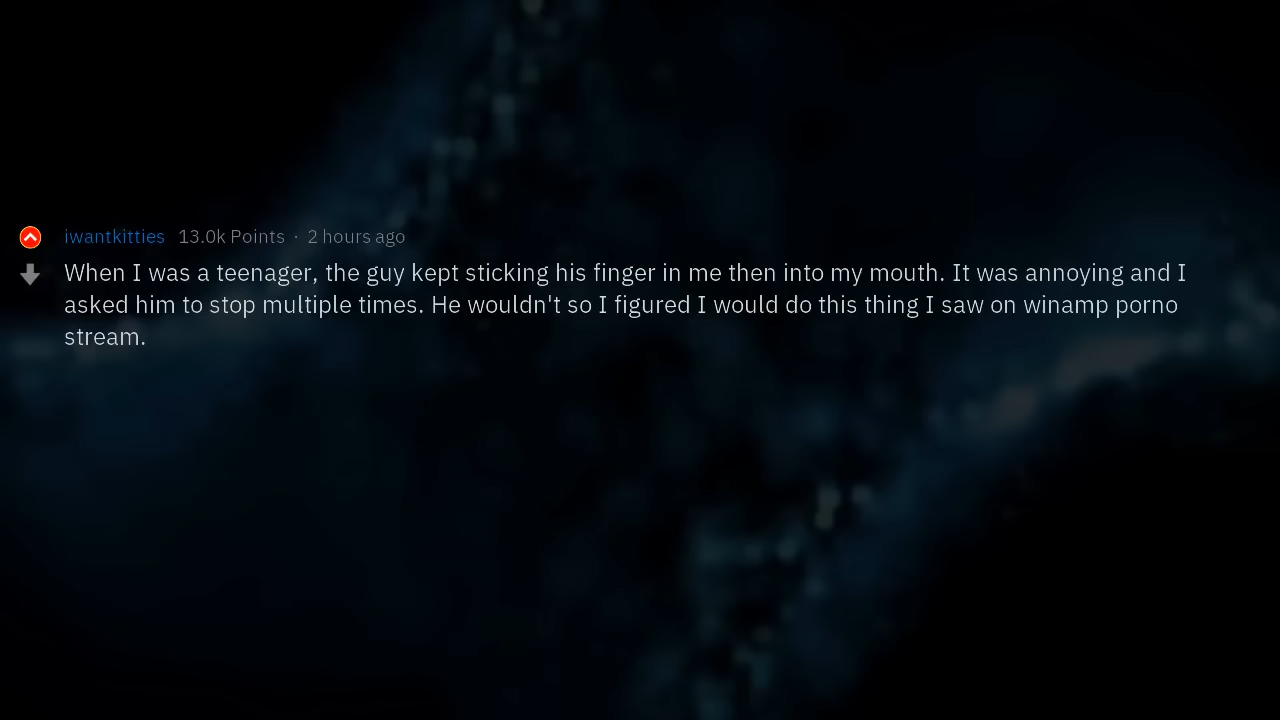 iwantkitties 13.0k Points · 2 hours ago
When I was a teenager, the guy kept sticking his finger in me then into my mouth. It was annoying and I
asked him to stop multiple times. He wouldn't so I figured I would do this thing I saw on winamp porno
stream.